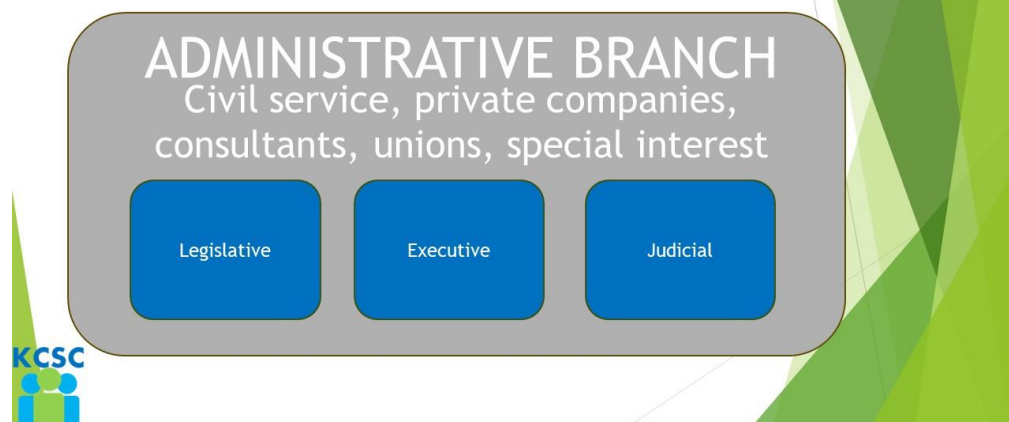 ADMINISTRATIVE BRANCH
Civil service, private companies,
consultants, unions, special interest
Legislative
Executive
Judicial
KCSC